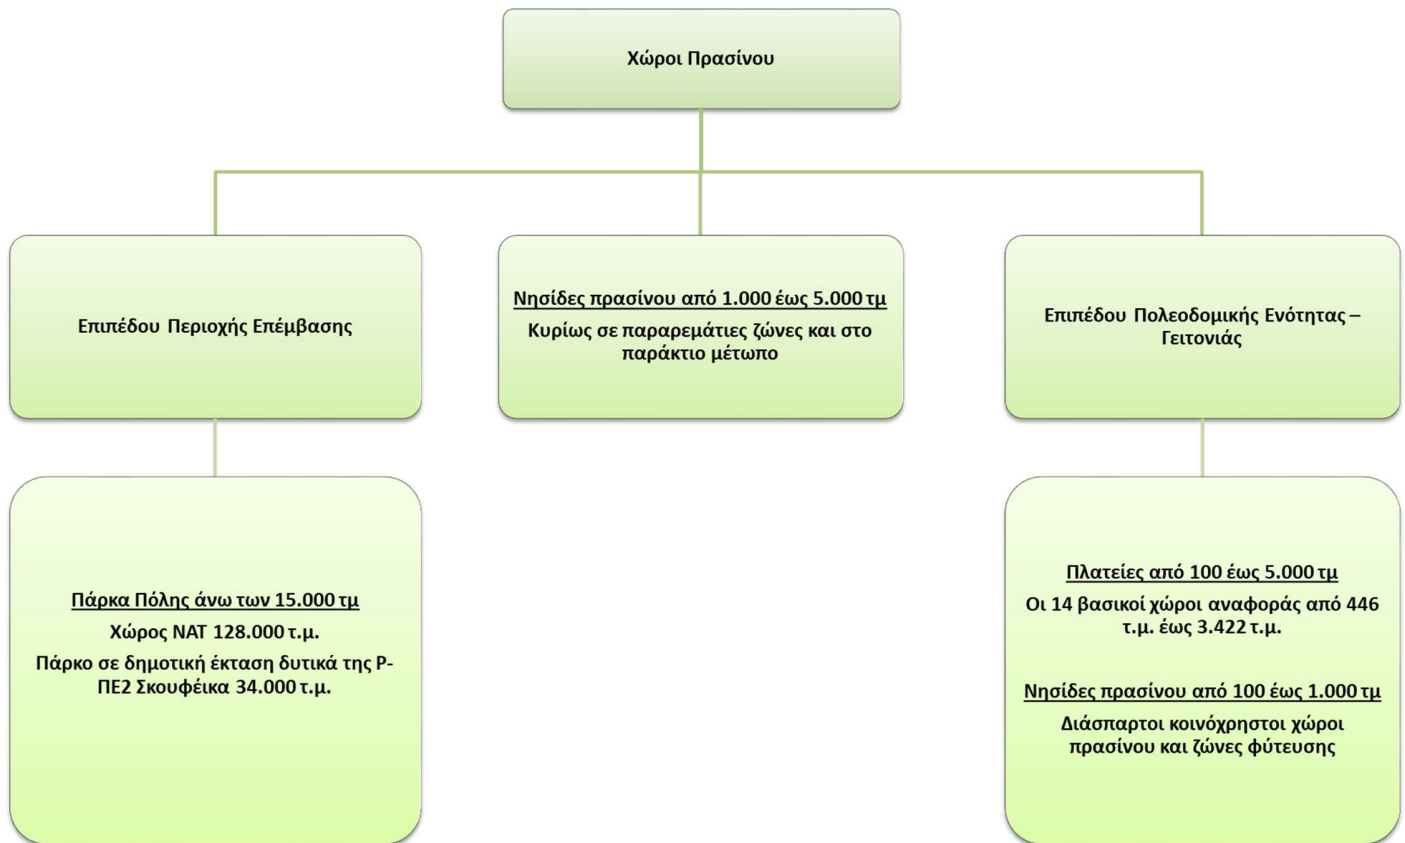 Χώροι Πρασίνου
Επιπέδου Περιοχής Επέμβασης
Νησίδες πρασίνου από 1.000 έως 5.000 τμ
Κυρίως σε παραρεμάτιες ζώνες και στο
παράκτιο μέτωπο
Επιπέδου Πολεοδομικής Ενότητας –
Γειτονιάς
Πάρκα Πόλης άνω των 15.000 τμ
Χώρος ΝΑΤ 128.000 τ.μ.
Πάρκο σε δημοτική έκταση δυτικά της Ρ-
ΠΕ2 Σκουφέικα 34.000 τ.μ.
Πλατείες από 100 έως 5.000 τμ
Οι 14 βασικοί χώροι αναφοράς από 446
τ.μ. έως 3.422 τ.μ.
Νησίδες πρασίνου από 100 έως 1.000 τμ
Διάσπαρτοι κοινόχρηστοι χώροι
πρασίνου και ζώνες φύτευσης